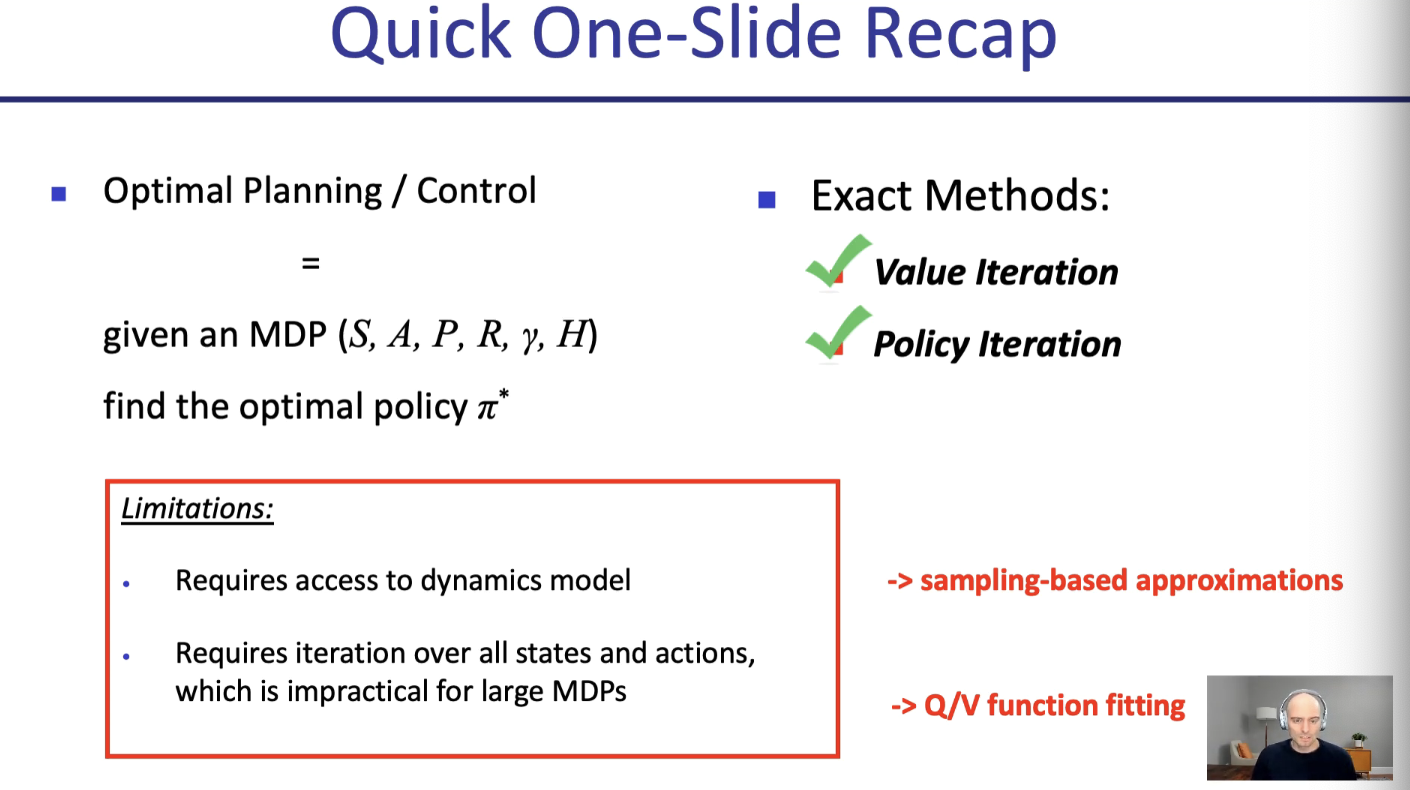 Quick One-Slide Recap
Optimal Planning / Control
=
given an MDP (S, A, P, R, γ, H)
find the optimal policy π*
Exact Methods:
Value Iteration
Policy Iteration
Limitations:
Requires access to dynamics model
-> sampling-based approximations
Requires iteration over all states and actions,
which is impractical for large MDPs
-> Q/V function fitting